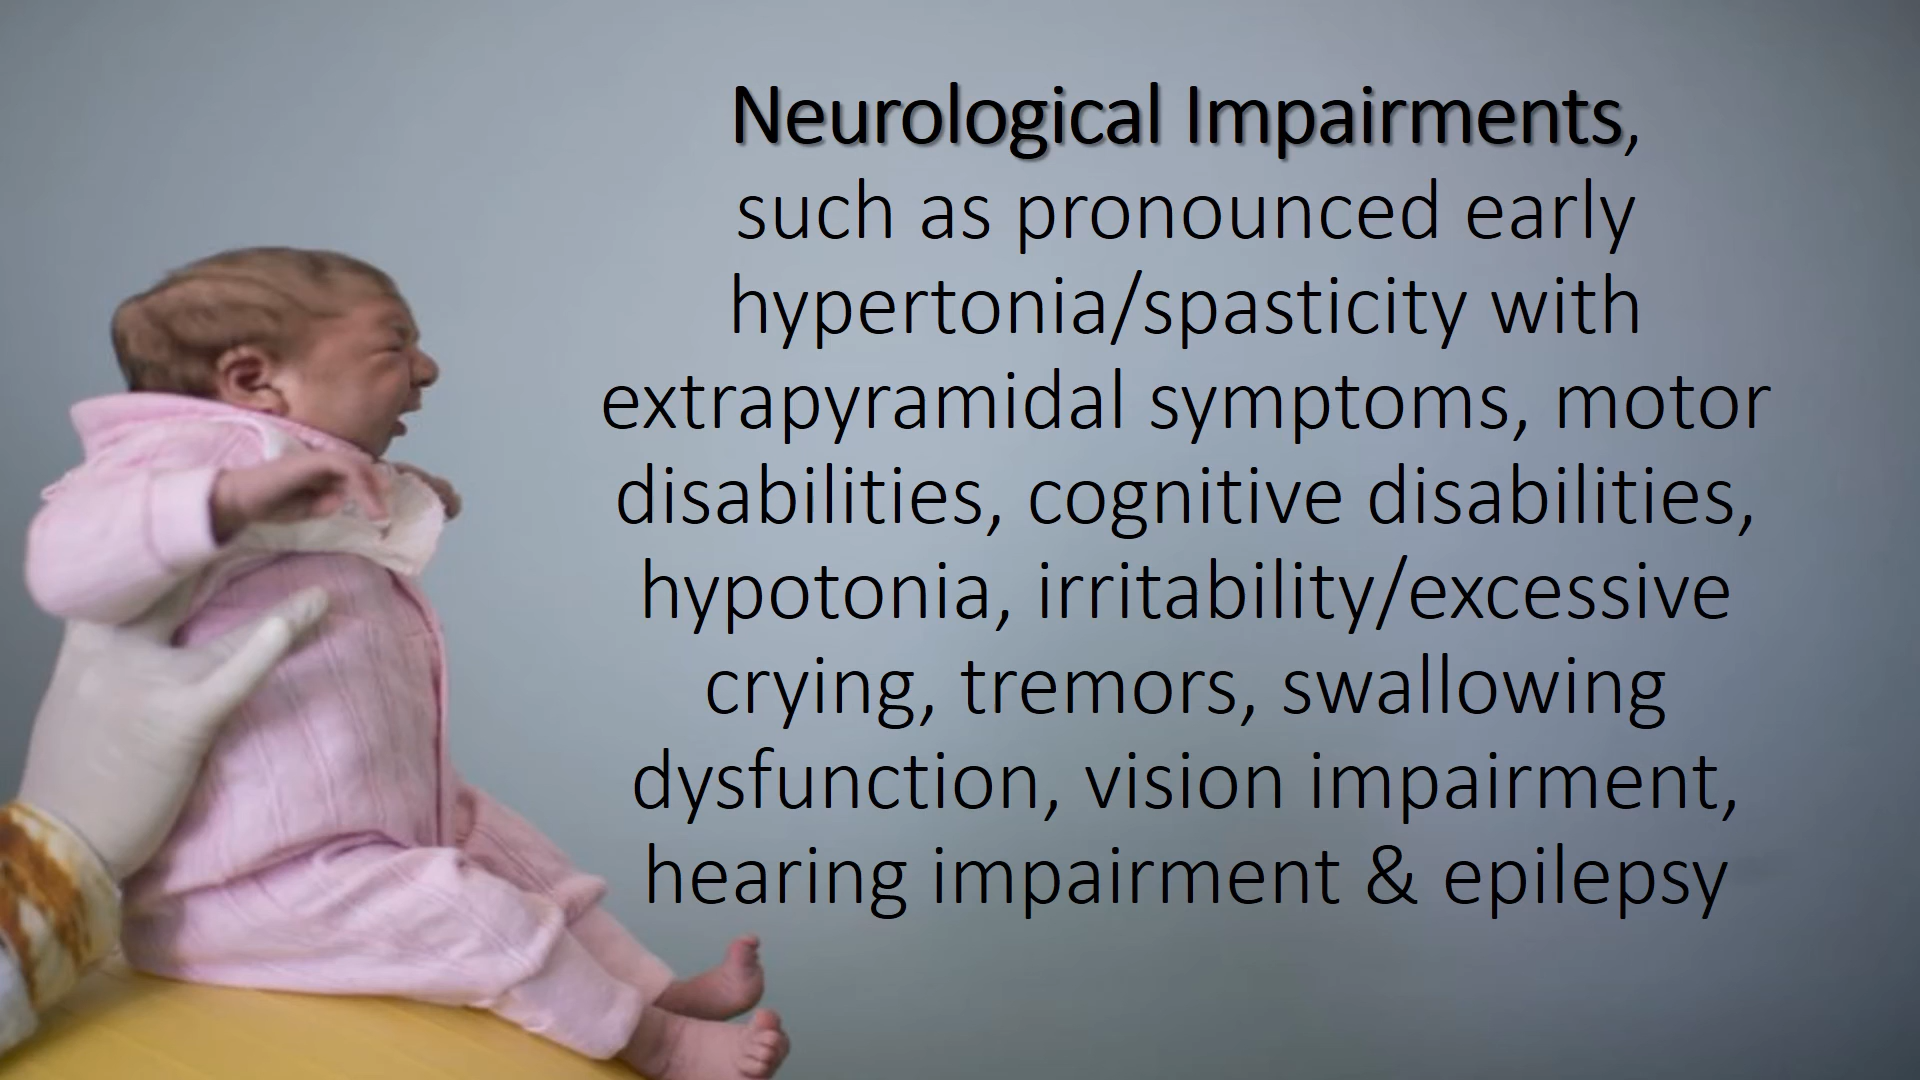 Neurological Impairments,
such as pronounced early
hypertonia/spasticity with
extrapyramidal symptoms, motor
disabilities, cognitive disabilities,
hypotonia, irritability/excessive
crying, tremors, swallowing
dysfunction, vision impairment,
hearing impairment & epilepsy